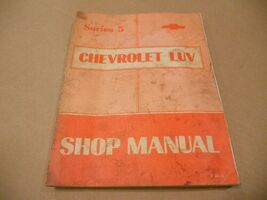 Series 5
CHEVROLET LUV
SHOP MANUAL